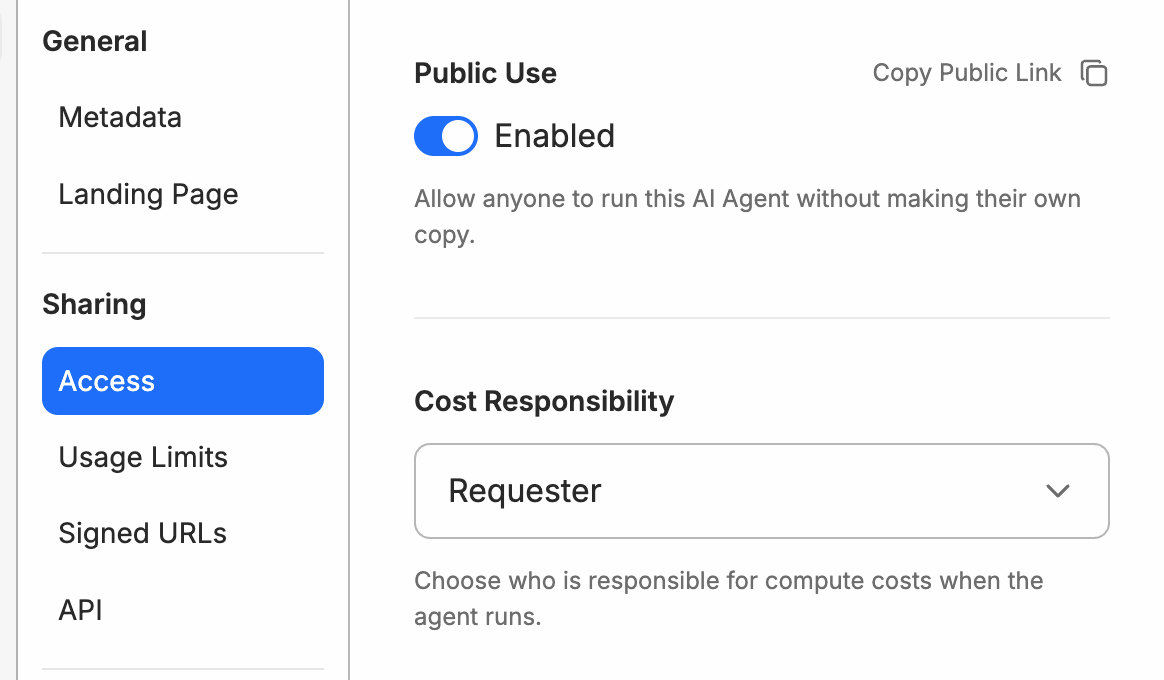 General
Metadata
Landing Page
Sharing
Access
Usage Limits
Signed URLs
API
Public Use
Copy Public Link
Enabled
Allow anyone to run this AI Agent without making their own
copy.
Cost Responsibility
Requester
Choose who is responsible for compute costs when the
agent runs.